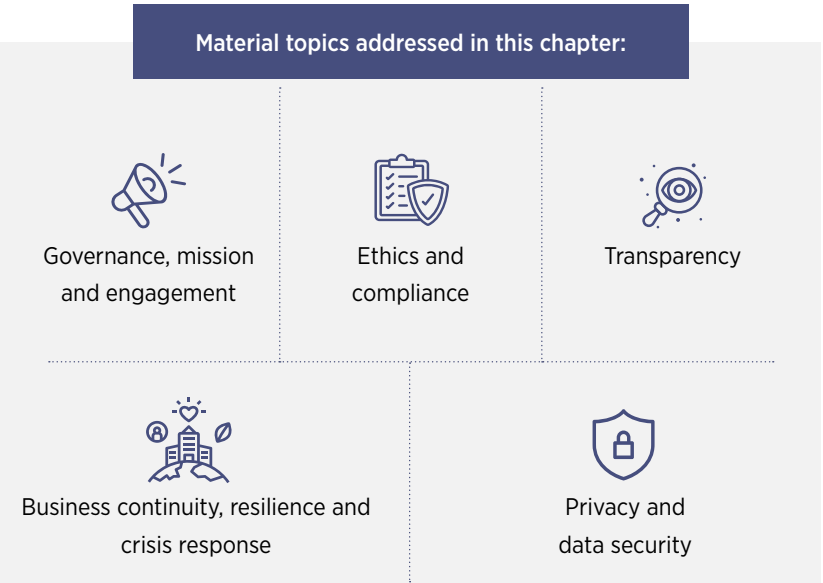 Material topics addressed in this chapter:
Governance, mission
and engagement
Ethics and
compliance
Transparency
Business continuity, resilience and
crisis response
Privacy and
data security